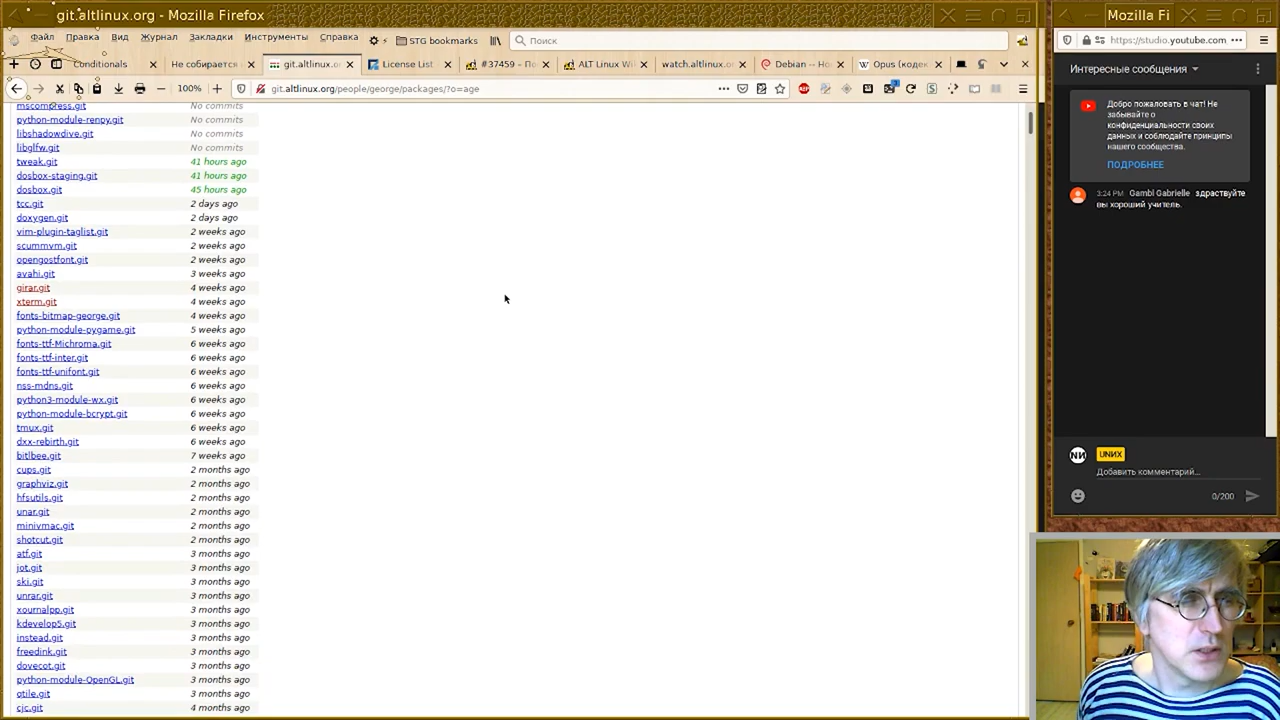 git.altlinux.org - Mozilla Firefox
Файл Правка Вид Журнал Закладки Инструменты Справка STG bookmarks Поиск
Conditionals Не собирается git.altlinux.or License List #37459 – По ALT Linux Wi watch.altlinux Debian -- Ho Opus (кодек
100% git.altlinux.org/people/george/packages/?o=age
mscompress.git No commits
python-module-renpy.git No commits
libshadowdive.git No commits
libglfw.git No commits
tweak.git 41 hours ago
dosbox-staging.git 41 hours ago
dosbox.git 45 hours ago
tcc.git 2 days ago
doxygen.git 2 days ago
vim-plugin-taglist.git 2 weeks ago
scummvm.git 2 weeks ago
opengostfont.git 2 weeks ago
avahi.git 3 weeks ago
girar.git 4 weeks ago
xterm.git 4 weeks ago
fonts-bitmap-george.git 4 weeks ago
python-module-pygame.git 5 weeks ago
fonts-ttf-Michroma.git 6 weeks ago
fonts-ttf-inter.git 6 weeks ago
fonts-ttf-unifont.git 6 weeks ago
nss-mdns.git 6 weeks ago
python3-module-wx.git 6 weeks ago
python-module-bcrypt.git 6 weeks ago
tmux.git 6 weeks ago
dxx-rebirth.git 6 weeks ago
bitlbee.git 7 weeks ago
cups.git 2 months ago
graphviz.git 2 months ago
hfsutils.git 2 months ago
unar.git 2 months ago
minivmac.git 2 months ago
shotcut.git 2 months ago
atf.git 3 months ago
jot.git 3 months ago
ski.git 3 months ago
unrar.git 3 months ago
xournalpp.git 3 months ago
kdevelop5.git 3 months ago
instead.git 3 months ago
freedink.git 3 months ago
dovecot.git 3 months ago
python-module-OpenGL.git 3 months ago
qtile.git 3 months ago
cjc.git 4 months ago
Mozilla Fi
https://studio.youtube.com
Интересные сообщения
Добро пожаловать в чат! Не
забывайте о
конфиденциальности своих
данных и соблюдайте принципы
нашего сообщества.
ПОДРОБНЕЕ
3:24 PM Gambl Gabrielle здраствуйте
вы хороший учитель.
UNИX
Добавить комментарий...
0/200